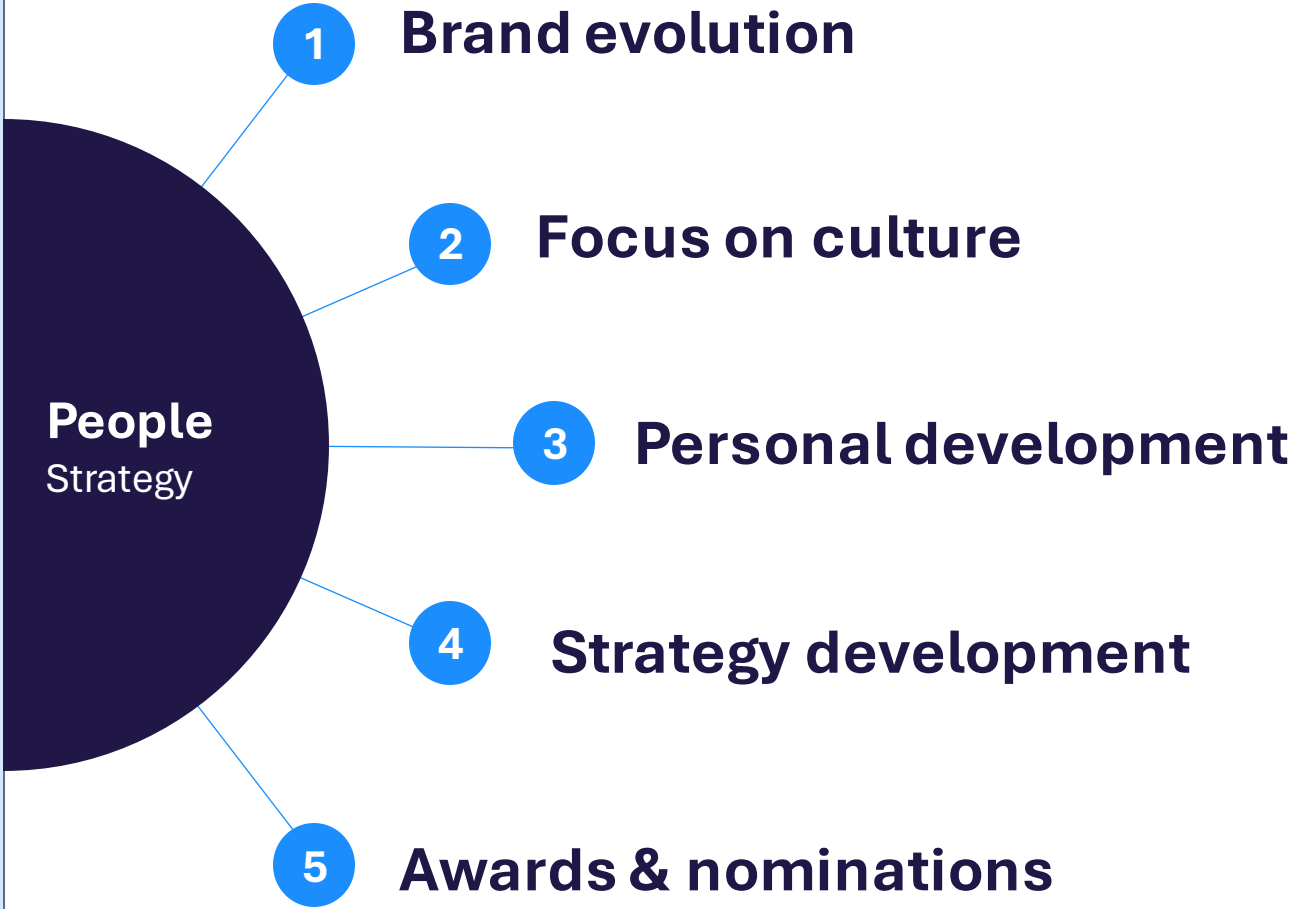 1 Brand evolution
2 Focus on culture
People
Strategy
3 Personal development
4 Strategy development
5 Awards & nominations